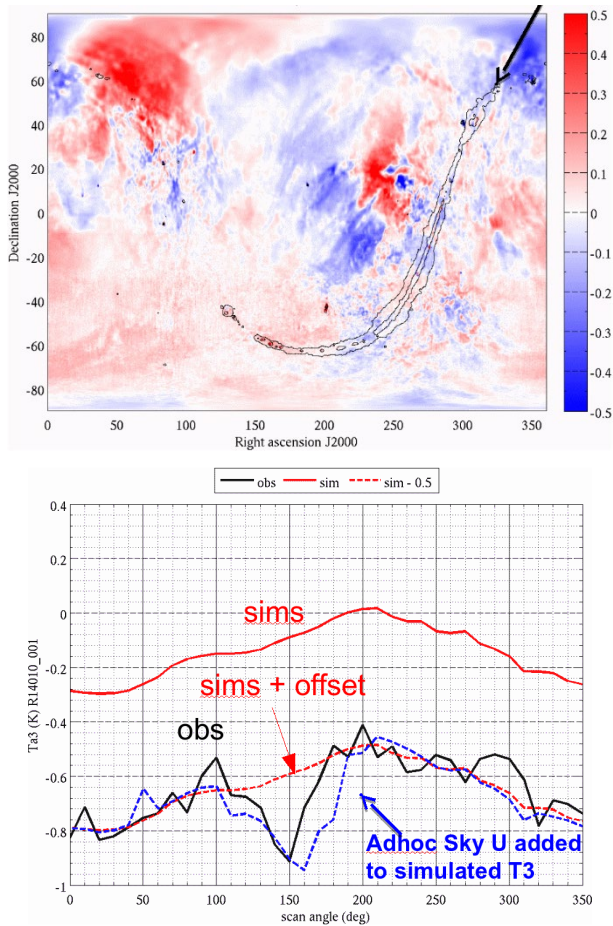 80
60
40
20
0
-20
-40
-60
-80
Declination J2000
0 50 100 150 200 250 300 350
Right ascension J2000
0.5
0.4
0.3
0.2
0.1
0
-0.1
-0.2
-0.3
-0.4
-0.5
obs sim sim - 0.5
0.4
0.2
0
-0.2
-0.4
-0.6
-0.8
-1
Ta3 (K) R14010_001
sims
sims + offset
obs
Adhoc Sky U added
to simulated T3
0 50 100 150 200 250 300 350
scan angle (deg)